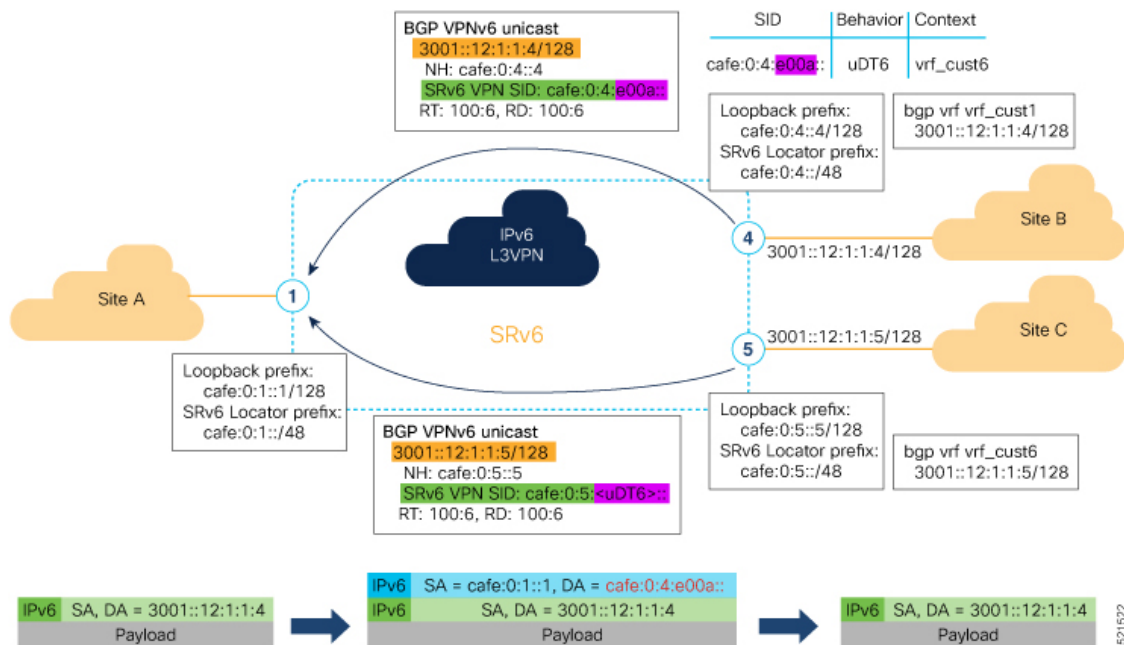 BGP VPNv6 unicast
3001::12:1:1:4/128
NH: cafe:0:4::4
SRv6 VPN SID: cafe:0:4:e00a::
RT: 100:6, RD: 100:6
SID Behavior Context
cafe:0:4:e00a:: uDT6 vrf_cust6
Loopback prefix:
cafe:0:4::4/128
SRv6 Locator prefix:
cafe:0:4::/48
bgp vrf vrf_cust1
3001::12:1:1:4/128
IPv6
L3VPN
Site A
1
4
3001::12:1:1:4/128
Site B
SRv6
5
3001::12:1:1:5/128
Site C
Loopback prefix:
cafe:0:1::1/128
SRv6 Locator prefix:
cafe:0:1::/48
BGP VPNv6 unicast
3001::12:1:1:5/128
NH: cafe:0:5::5
SRv6 VPN SID: cafe:0:5:<uDT6>::
RT: 100:6, RD: 100:6
Loopback prefix:
cafe:0:5::5/128
SRv6 Locator prefix:
cafe:0:5::/48
bgp vrf vrf_cust6
3001::12:1:1:5/128
IPv6 SA, DA = 3001::12:1:1:4
Payload
IPv6 SA = cafe:0:1::1, DA = cafe:0:4:e00a::
IPv6 SA, DA = 3001::12:1:1:4
Payload
IPv6 SA, DA = 3001::12:1:1:4
Payload
521522